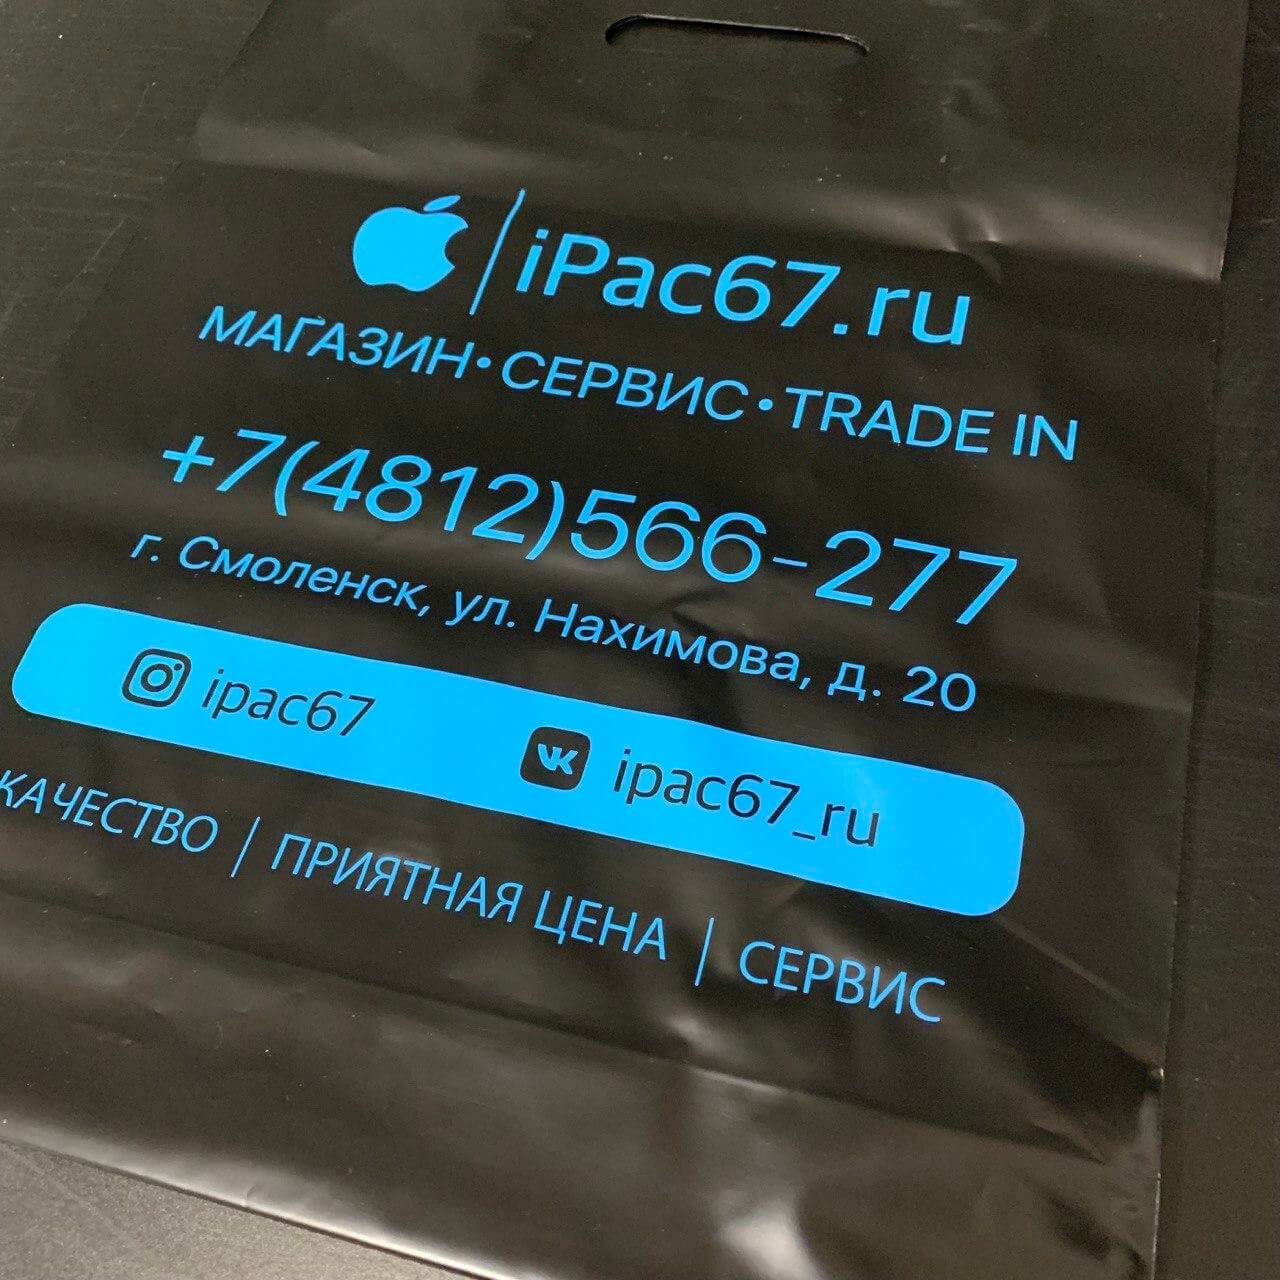 iPac67.ru
МАГАЗИН • СЕРВИС • TRADE IN
+7(4812)566-277
г. Смоленск, ул. Нахимова, д. 20
ipac67 ipac67_ru
КАЧЕСТВО | ПРИЯТНАЯ ЦЕНА | СЕРВИС